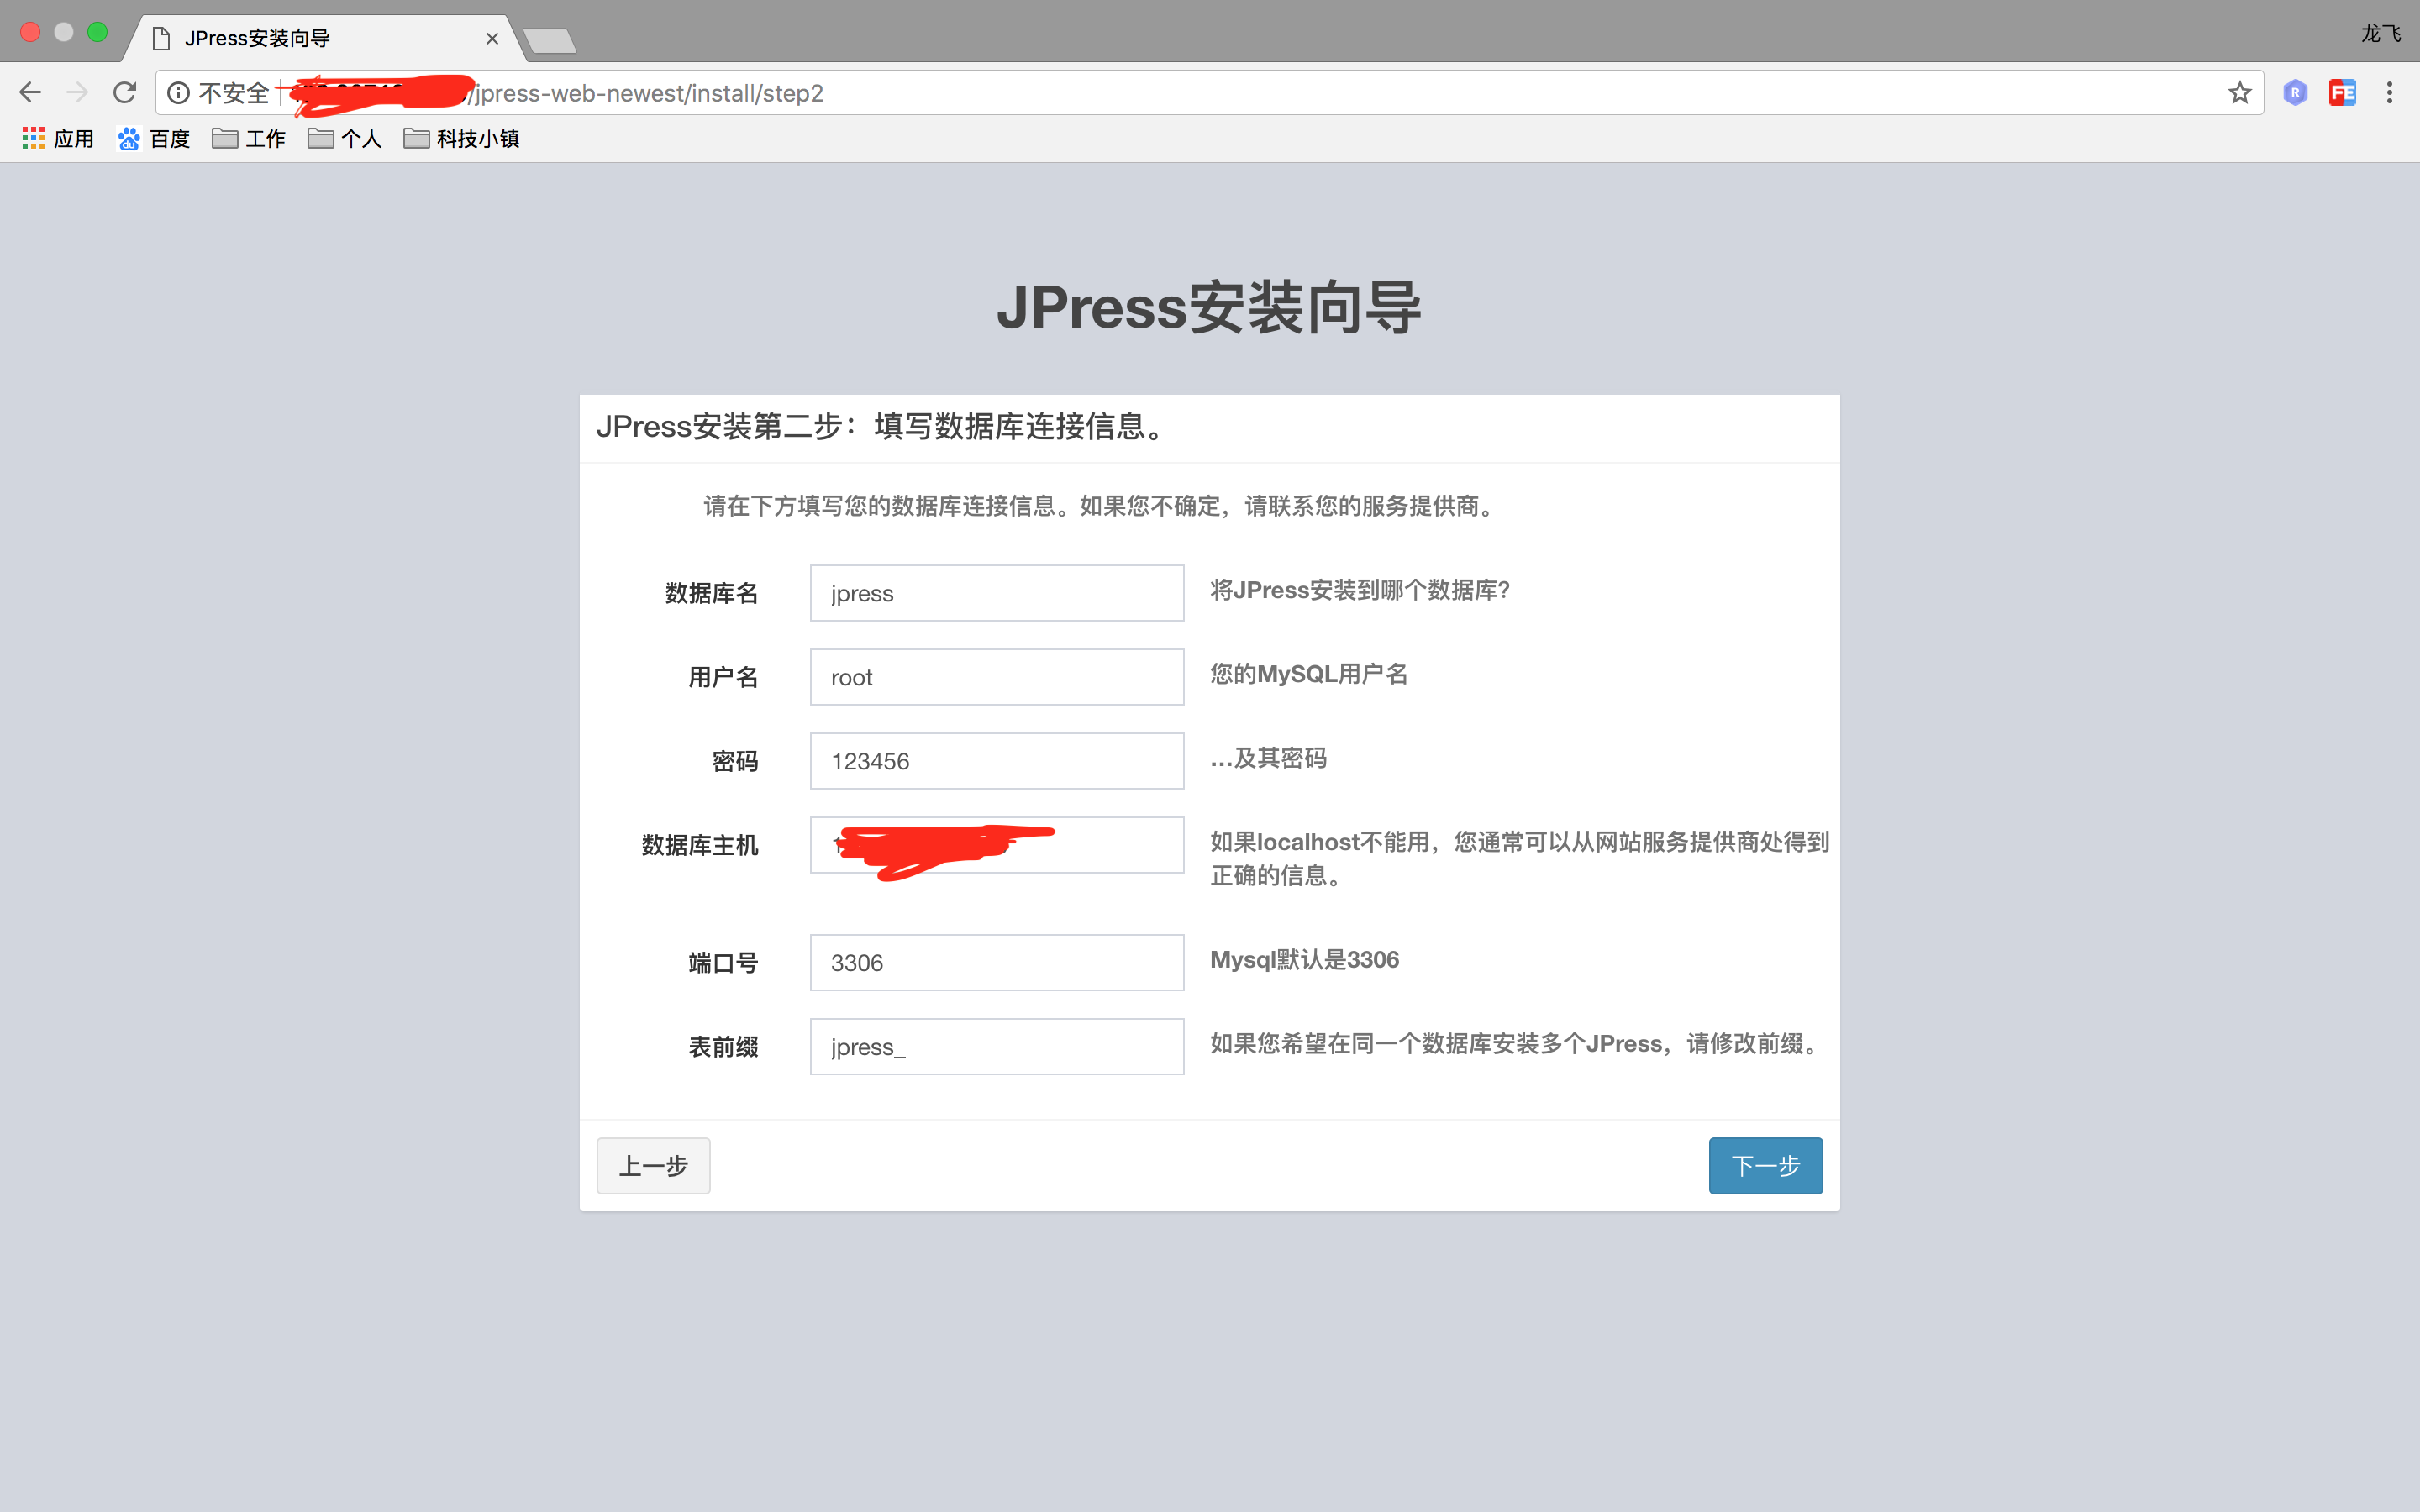 JPress安装向导
龙飞
不安全 /jpress-web-newest/install/step2
应用 百度 工作 个人 科技小镇
JPress安装向导
JPress安装第二步：填写数据库连接信息。
请在下方填写您的数据库连接信息。如果您不确定，请联系您的服务提供商。
数据库名 jpress 将JPress安装到哪个数据库?
用户名 root 您的MySQL用户名
密码 123456 ...及其密码
数据库主机 如果localhost不能用，您通常可以从网站服务提供商处得到
正确的信息。
端口号 3306 Mysql默认是3306
表前缀 jpress_ 如果您希望在同一个数据库安装多个JPress，请修改前缀。
上一步 下一步